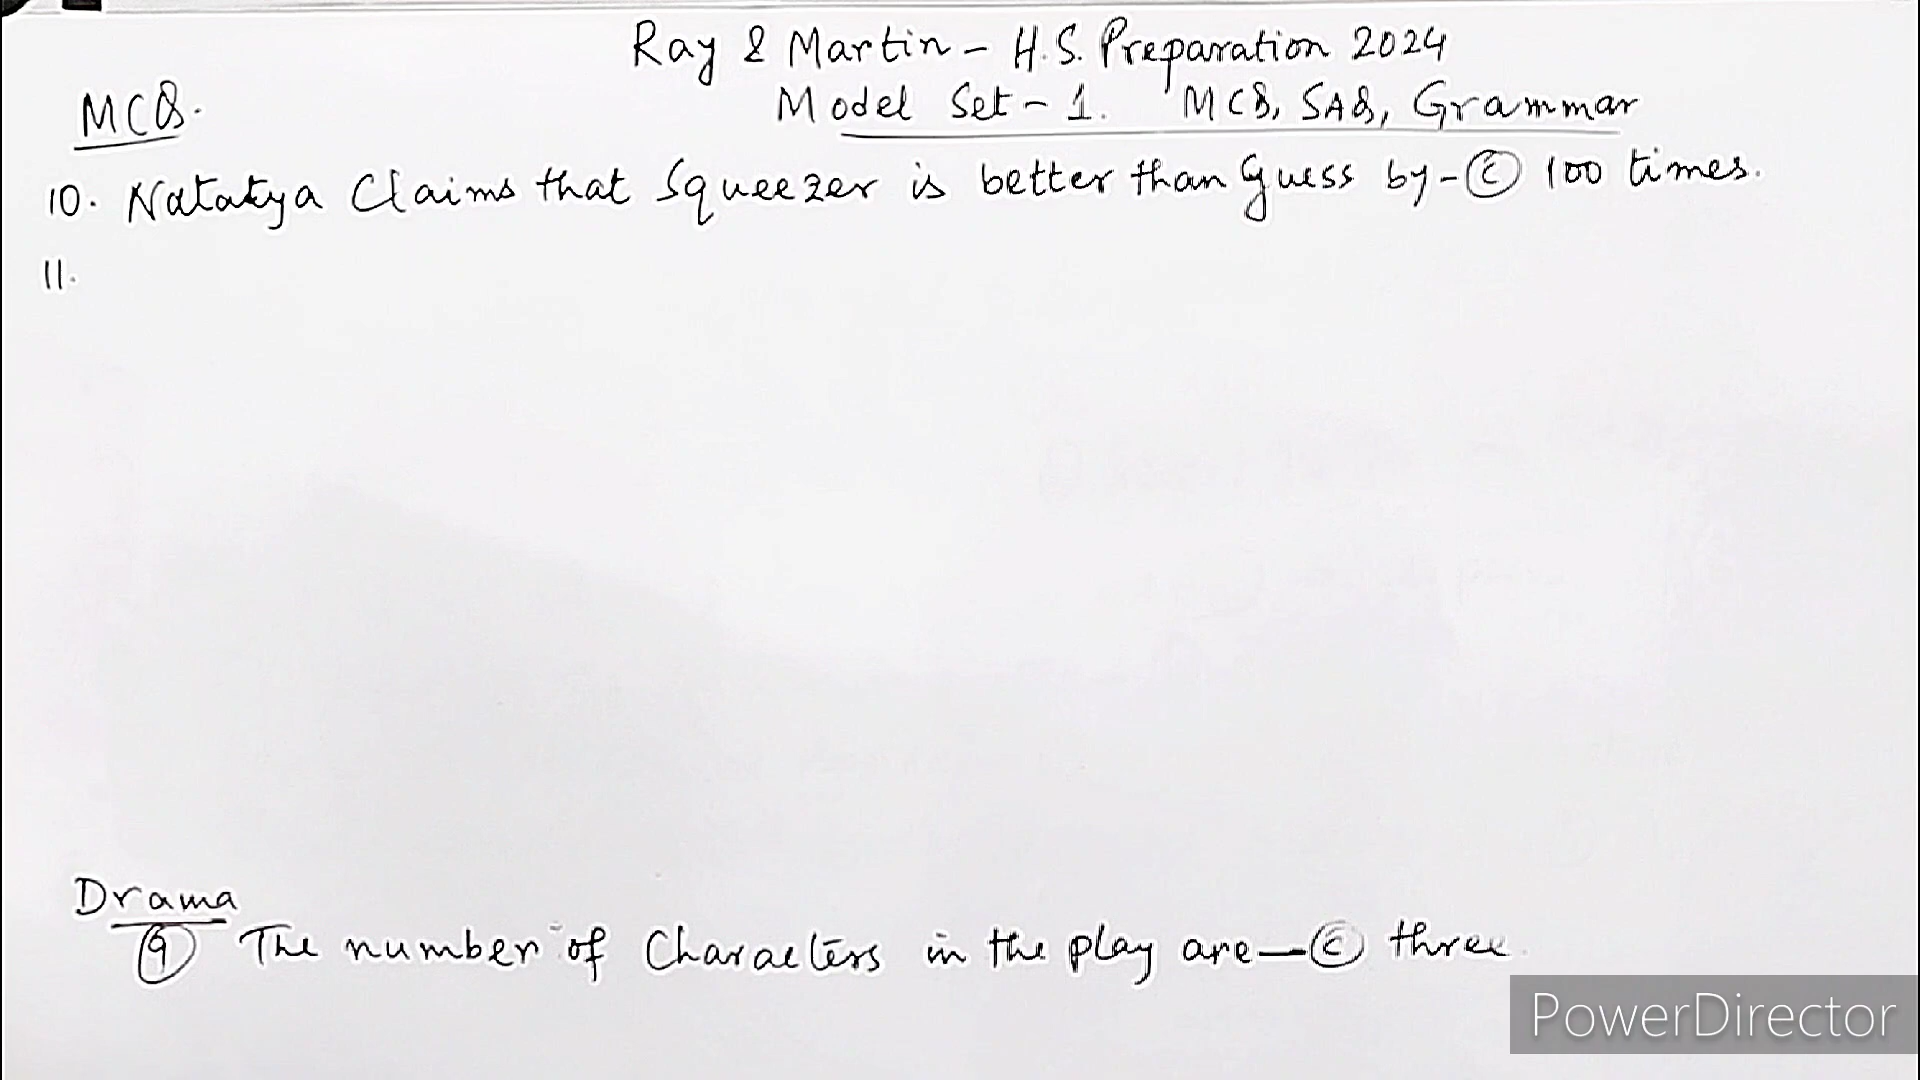 Ray & Martin - H.S. Preparation 2024
Model Set - 1. MCQ, SAQ, Grammar
MCQ.
10. Natatya Claims that Squeezer is better than Guess by - (c) 100 times.
11.
Drama
(9) The number of Characters in the play are — (c) three.
PowerDirector